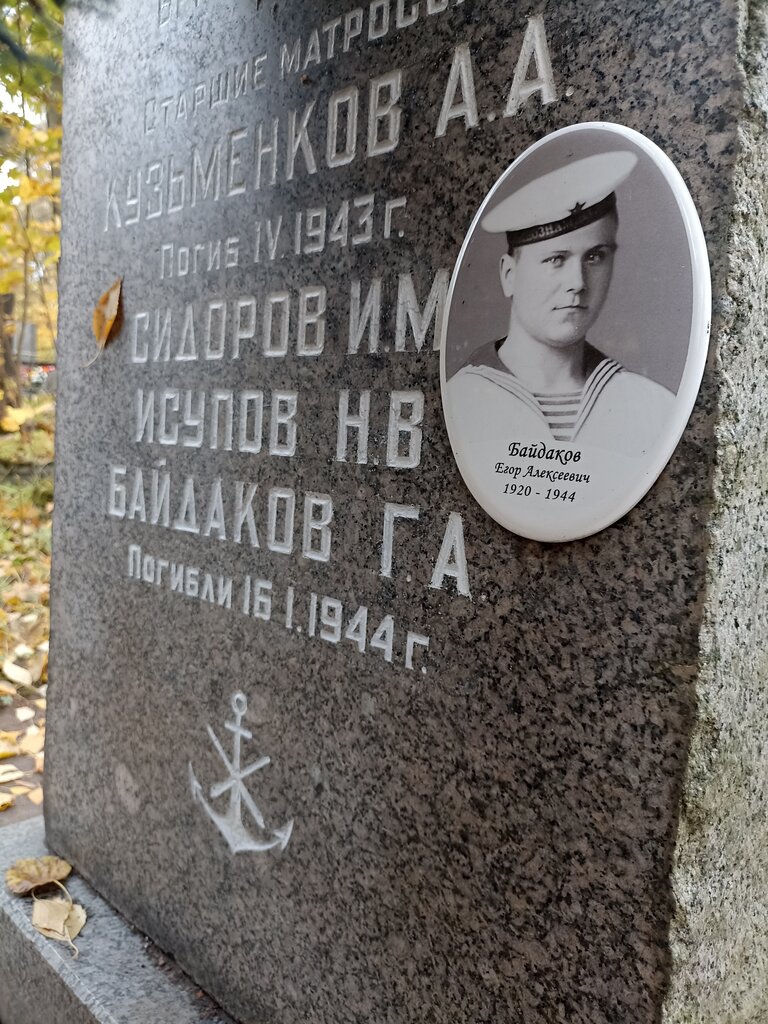 СТАРШИЕ МАТРОСЫ
КУЗЬМЕНКОВ А.А.
ПОГИБ IV. 1943 г.
СИДОРОВ И.М
ИСУПОВ Н.В
БАЙДАКОВ Г.А
ПОГИБЛИ 16 I. 1944 г.
Байдаков
Егор Алексеевич
1920 - 1944